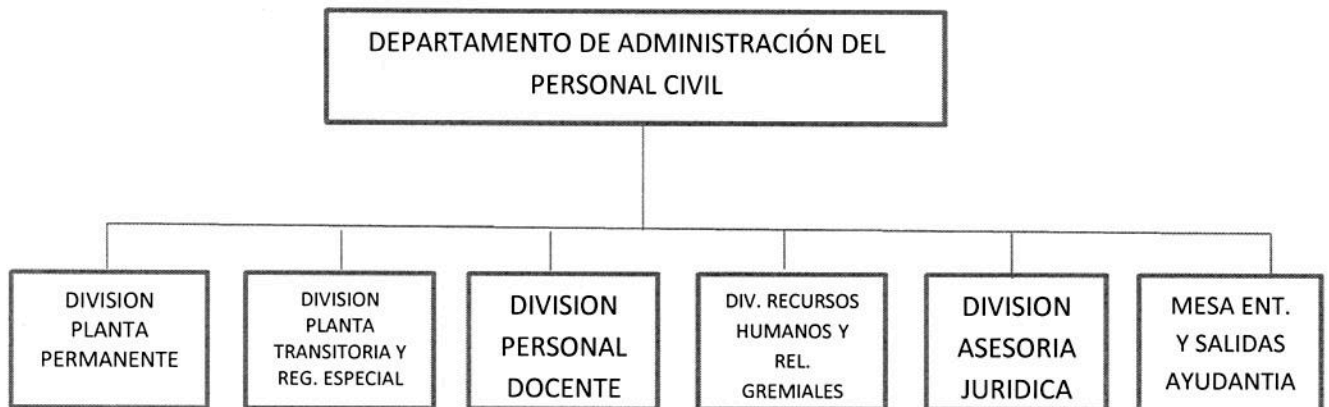 DEPARTAMENTO DE ADMINISTRACIÓN DEL
PERSONAL CIVIL
DIVISION
PLANTA
PERMANENTE
DIVISION
PLANTA
TRANSITORIA Y
REG. ESPECIAL
DIVISION
PERSONAL
DOCENTE
DIV. RECURSOS
HUMANOS Y
REL.
GREMIALES
DIVISION
ASESORIA
JURIDICA
MESA ENT.
Y SALIDAS
AYUDANTIA